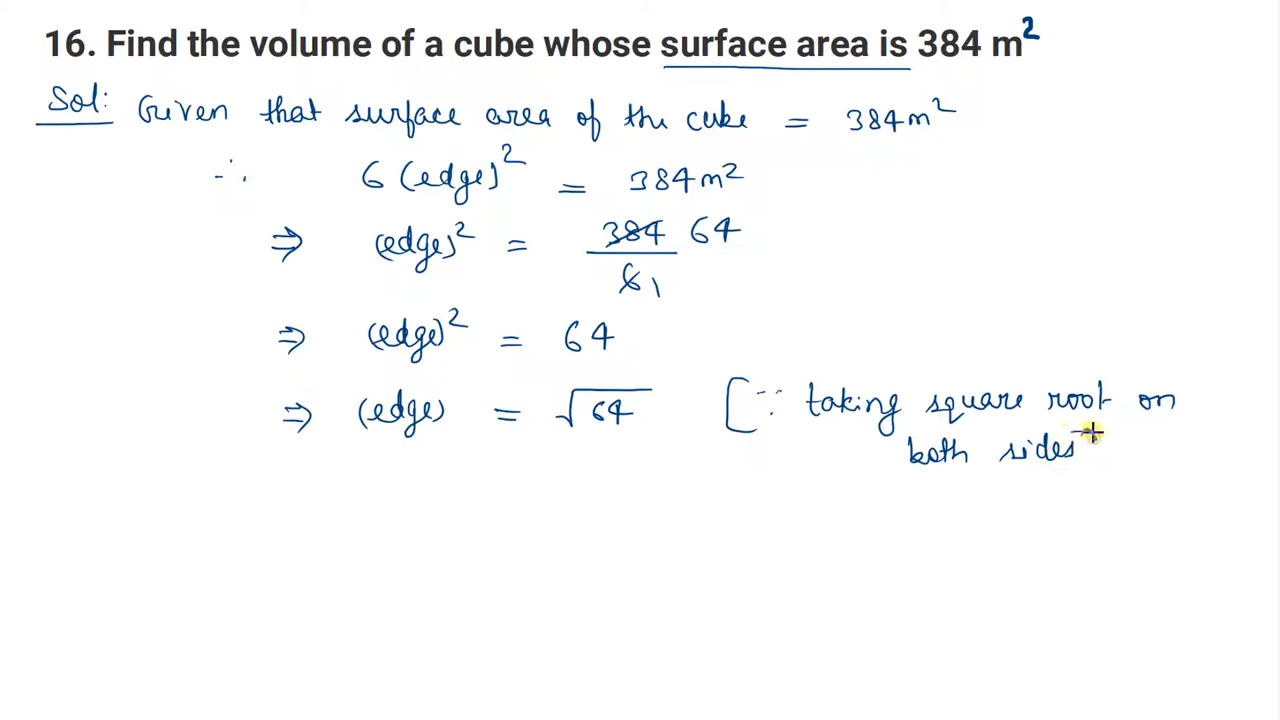 16. Find the volume of a cube whose surface area is 384 m²
Sol: Given that surface area of the cube = 384m²
∴ 6 (edge)² = 384m²
⇒ (edge)² = 384/6 64 1
⇒ (edge)² = 64
⇒ (edge) = √64 [∵ taking square root on
both sides